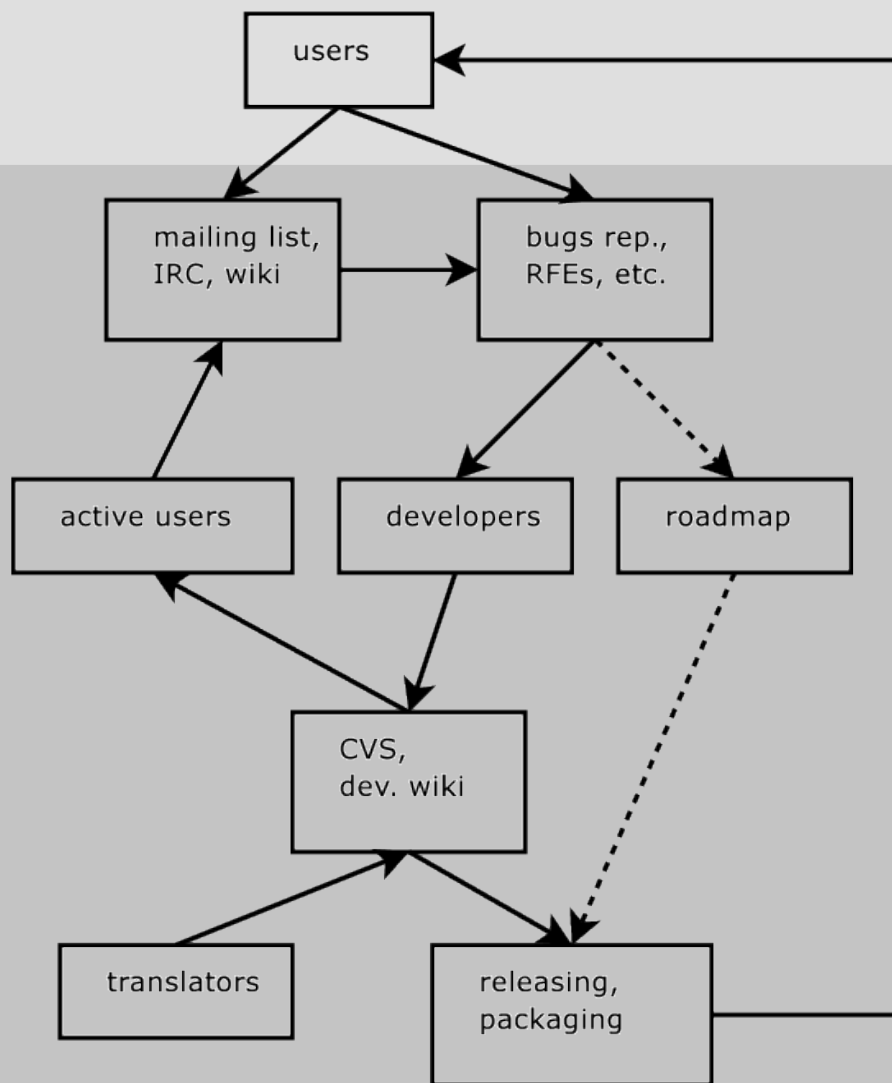 users
mailing list,
IRC, wiki
bugs rep.,
RFEs, etc.
active users
developers
roadmap
CVS,
dev. wiki
translators
releasing,
packaging